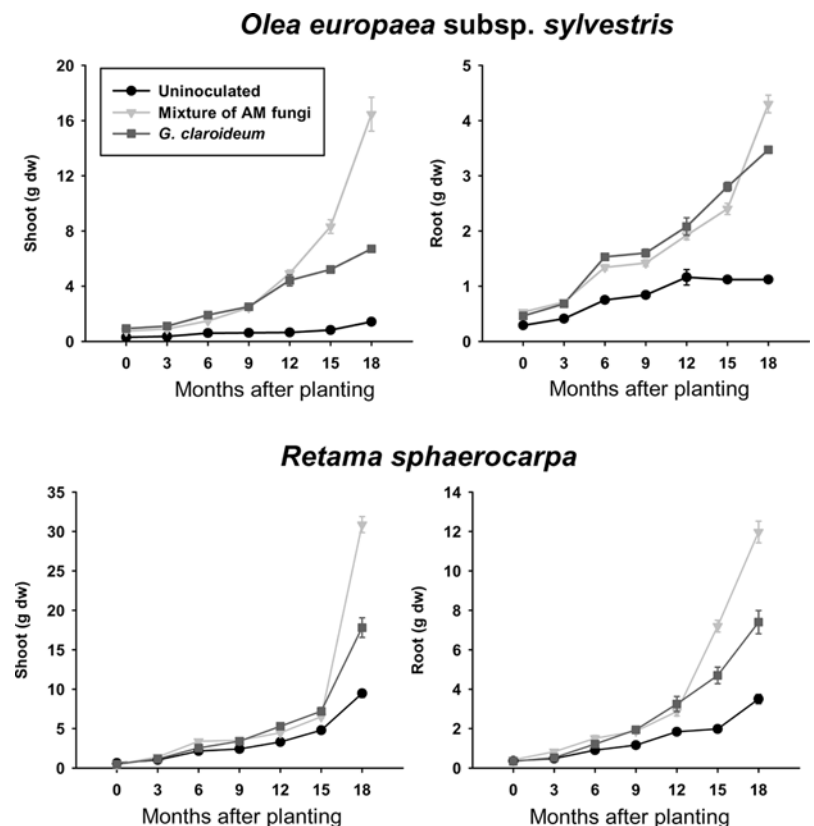 Olea europaea subsp. sylvestris
20
16
12
8
4
0
Shoot (g dw)
Uninoculated
Mixture of AM fungi
G. claroideum
0 3 6 9 12 15 18
Months after planting
5
4
3
2
1
0
Root (g dw)
0 3 6 9 12 15 18
Months after planting
Retama sphaerocarpa
35
30
25
20
15
10
5
0
Shoot (g dw)
0 3 6 9 12 15 18
Months after planting
14
12
10
8
6
4
2
0
Root (g dw)
0 3 6 9 12 15 18
Months after planting